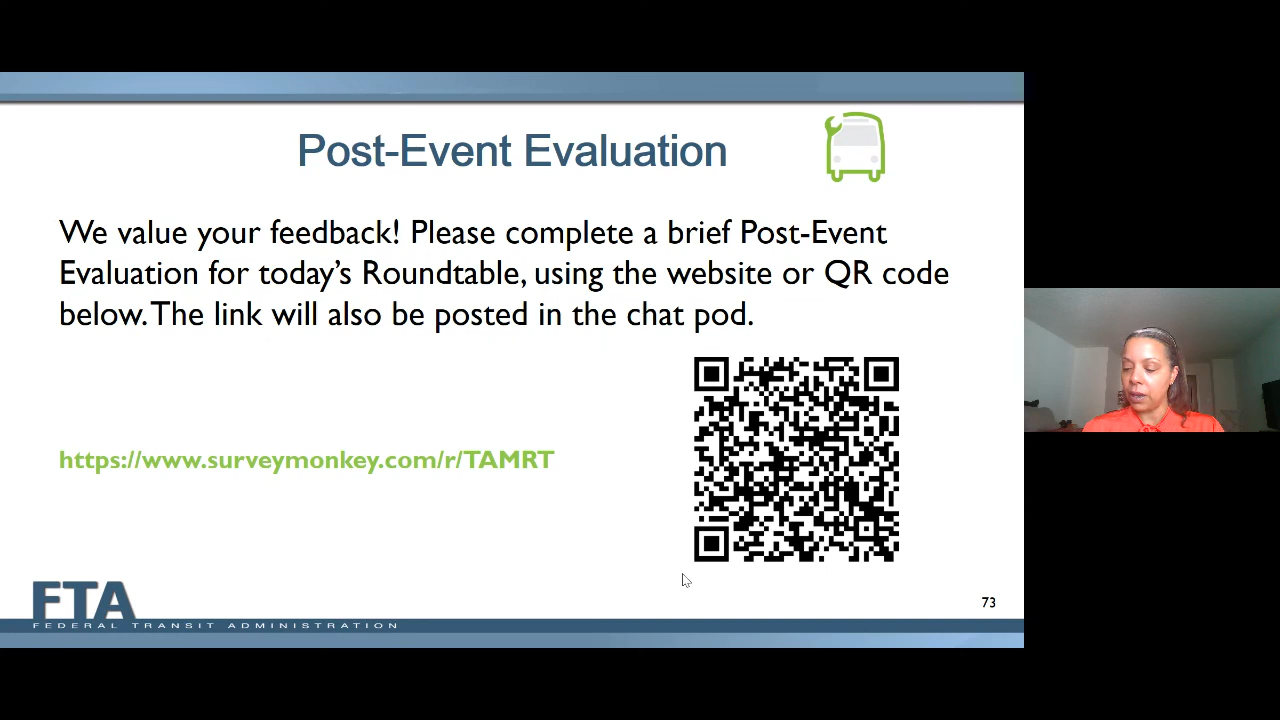 Post-Event Evaluation
We value your feedback! Please complete a brief Post-Event
Evaluation for today's Roundtable, using the website or QR code
below. The link will also be posted in the chat pod.
https://www.surveymonkey.com/r/TAMRT
FTA
FEDERAL TRANSIT ADMINISTRATION
73